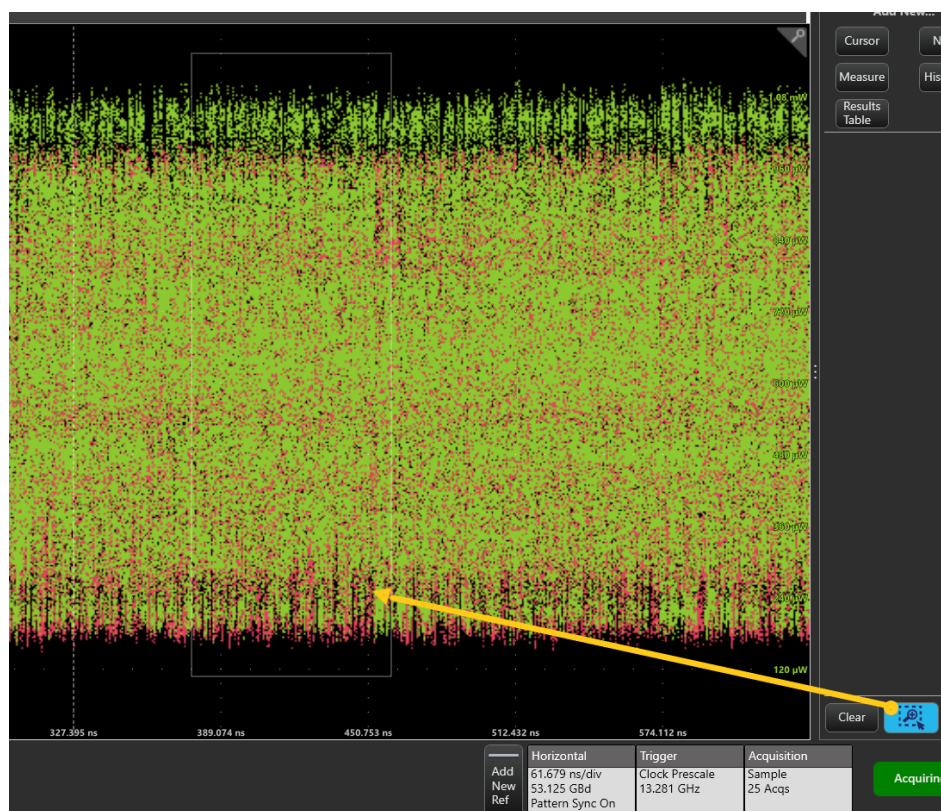 Add New...
Cursor
N
Measure
His
Results
Table
1.08 mW
960 µW
840 µW
720 µW
600 µW
480 µW
360 µW
240 µW
120 µW
327.395 ns
389.074 ns
450.753 ns
512.432 ns
574.112 ns
Clear
Add
New
Ref
Horizontal
61.679 ns/div
53.125 GBd
Pattern Sync On
Trigger
Clock Prescale
13.281 GHz
Acquisition
Sample
25 Acqs
Acquirin